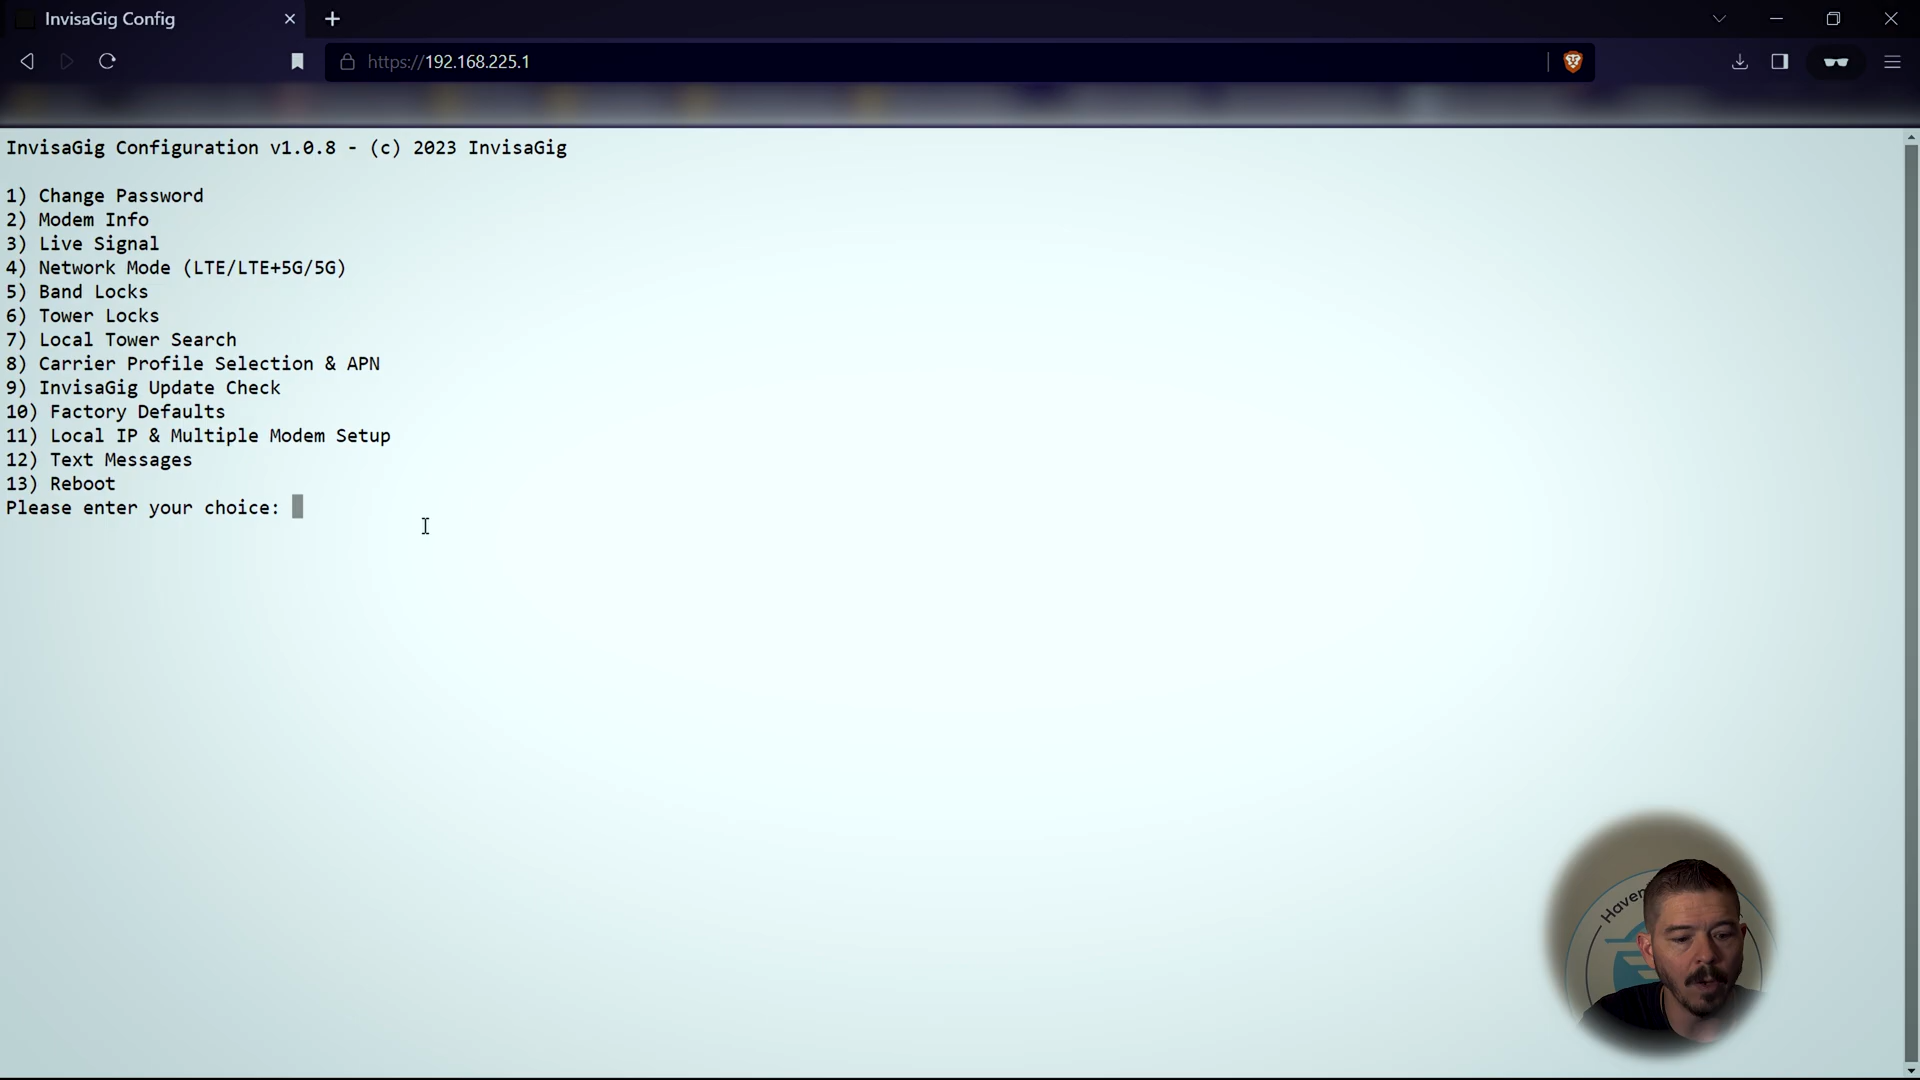 InvisaGig Config
https://192.168.225.1
InvisaGig Configuration v1.0.8 - (c) 2023 InvisaGig
1) Change Password
2) Modem Info
3) Live Signal
4) Network Mode (LTE/LTE+5G/5G)
5) Band Locks
6) Tower Locks
7) Local Tower Search
8) Carrier Profile Selection & APN
9) InvisaGig Update Check
10) Factory Defaults
11) Local IP & Multiple Modem Setup
12) Text Messages
13) Reboot
Please enter your choice: